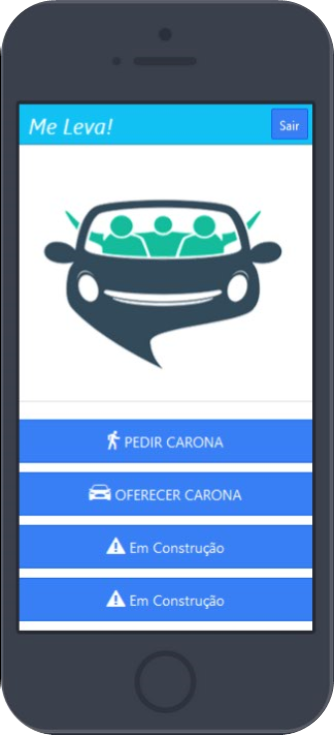 Me Leva!
Sair
PEDIR CARONA
OFERECER CARONA
Em Construção
Em Construção